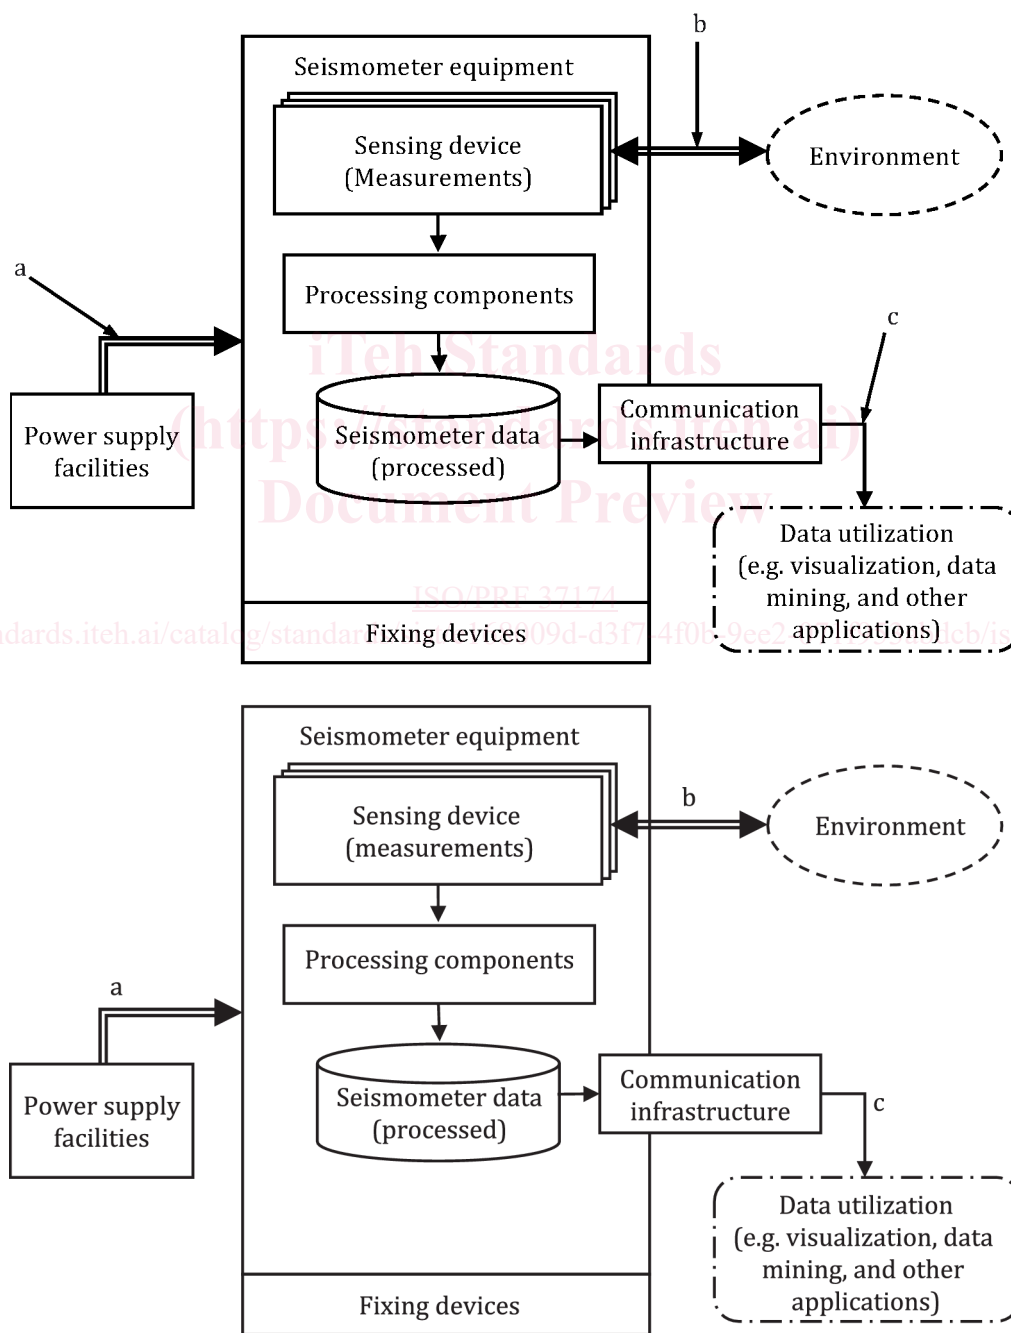 b
Seismometer equipment
Sensing device
(Measurements)
Environment
a
Processing components
c
iTeh Standards
Power supply
facilities
(https://standards.iteh.ai)
Seismometer data
(processed)
Communication
infrastructure
Document Preview
Data utilization
(e.g. visualization, data
mining, and other
applications)
ISO/PRF 37174
Fixing devices
Seismometer equipment
Sensing device
(measurements)
b
Environment
Processing components
a
Power supply
facilities
Seismometer data
(processed)
Communication
infrastructure
c
Data utilization
(e.g. visualization, data
mining, and other
applications)
Fixing devices